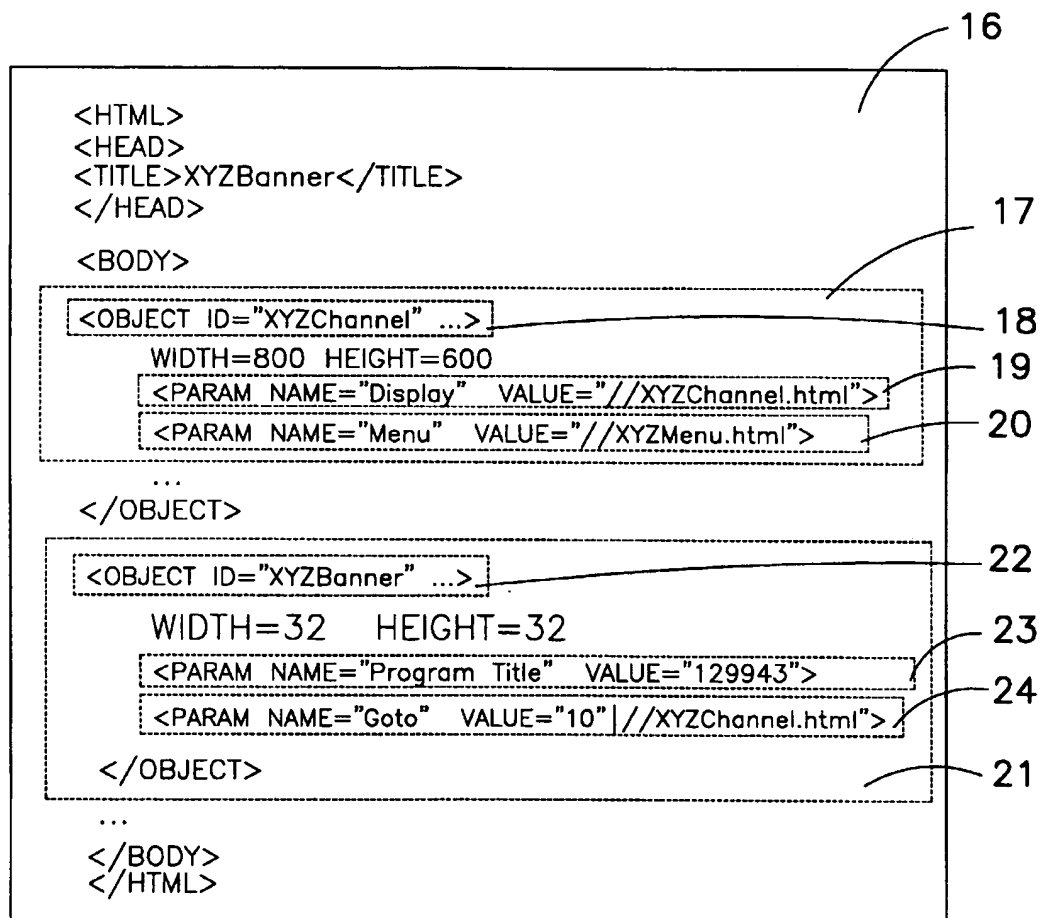 16
<HTML>
<HEAD>
<TITLE>XYZBanner</TITLE>
</HEAD>
17
<BODY>
<OBJECT ID="XYZChannel" ...>
18
WIDTH=800 HEIGHT=600
19
<PARAM NAME="Display" VALUE="//XYZChannel.html">
20
<PARAM NAME="Menu" VALUE="//XYZMenu.html">
...
</OBJECT>
22
<OBJECT ID="XYZBanner" ...>
WIDTH=32 HEIGHT=32
23
<PARAM NAME="Program Title" VALUE="129943">
24
<PARAM NAME="Goto" VALUE="10"|//XYZChannel.html">
</OBJECT>
21
...
</BODY>
</HTML>